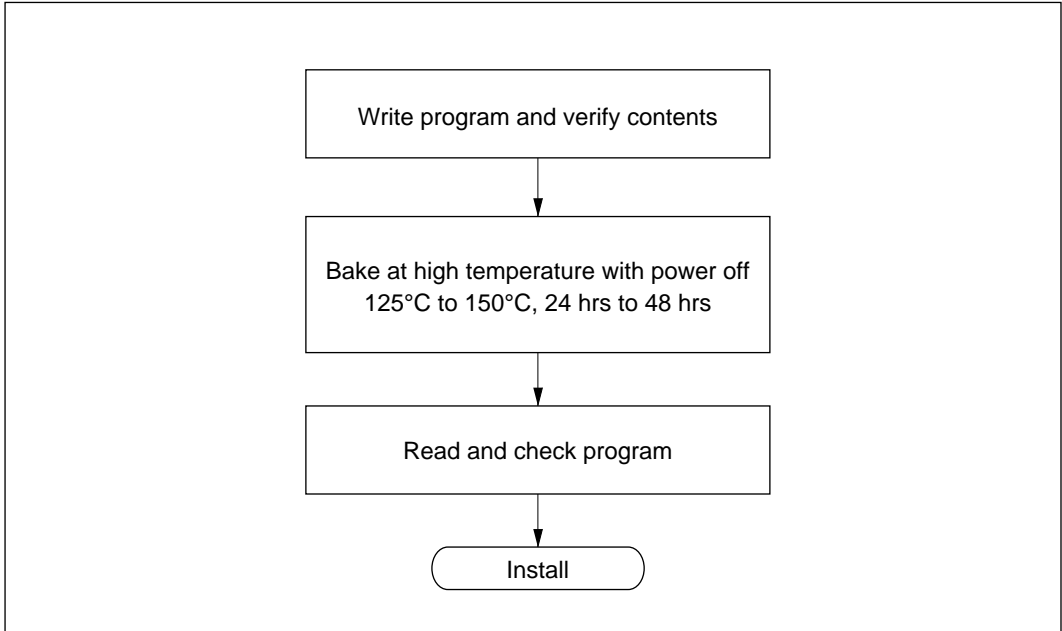 Write program and verify contents
Bake at high temperature with power off
125°C to 150°C, 24 hrs to 48 hrs
Read and check program
Install